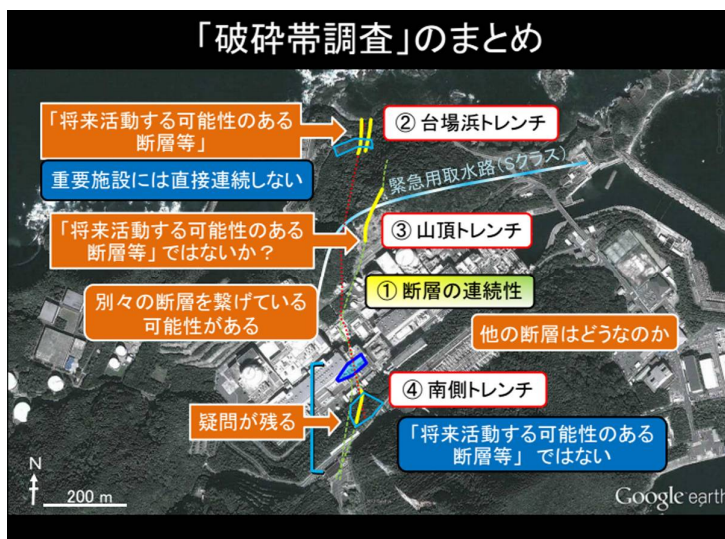 「破砕帯調査」のまとめ
「将来活動する可能性のある
断層等」
② 台場浜トレンチ
重要施設には直接連続しない
緊急用取水路(Sクラス)
「将来活動する可能性のある
断層等」ではないか？
③ 山頂トレンチ
① 断層の連続性
別々の断層を繋げている
可能性がある
他の断層はどうなのか
④ 南側トレンチ
疑問が残る
「将来活動する可能性のある
断層等」 ではない
N
200 m
Google earth